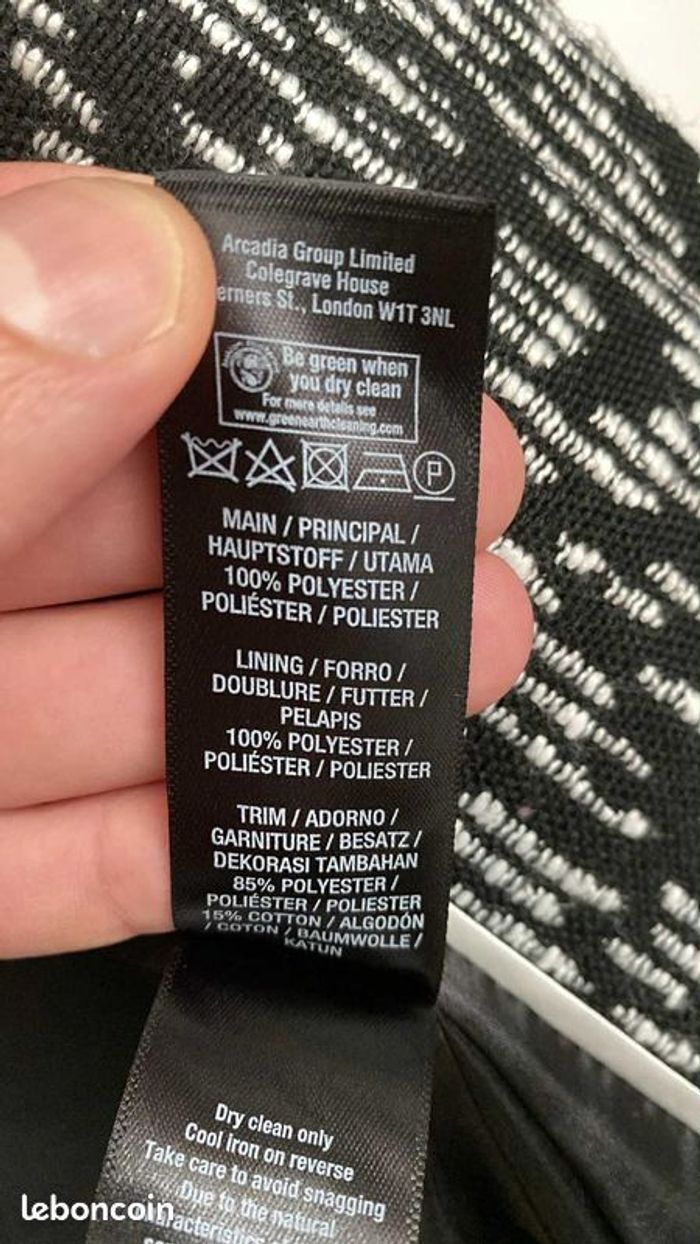 Arcadia Group Limited
Colegrave House
erners St., London W1T 3NL
Be green when
you dry clean
For more details see
www.greenearthcleaning.com
P
MAIN / PRINCIPAL /
HAUPTSTOFF / UTAMA
100% POLYESTER /
POLIÉSTER / POLIESTER
LINING / FORRO /
DOUBLURE / FUTTER /
PELAPIS
100% POLYESTER /
POLIÉSTER / POLIESTER
TRIM / ADORNO /
GARNITURE / BESATZ /
DEKORASI TAMBAHAN
85% POLYESTER /
POLIÉSTER / POLIESTER
15% COTTON / ALGODÓN
/ COTON / BAUMWOLLE /
KATUN
Dry clean only
Cool iron on reverse
Take care to avoid snagging
Due to the natural
leboncoin